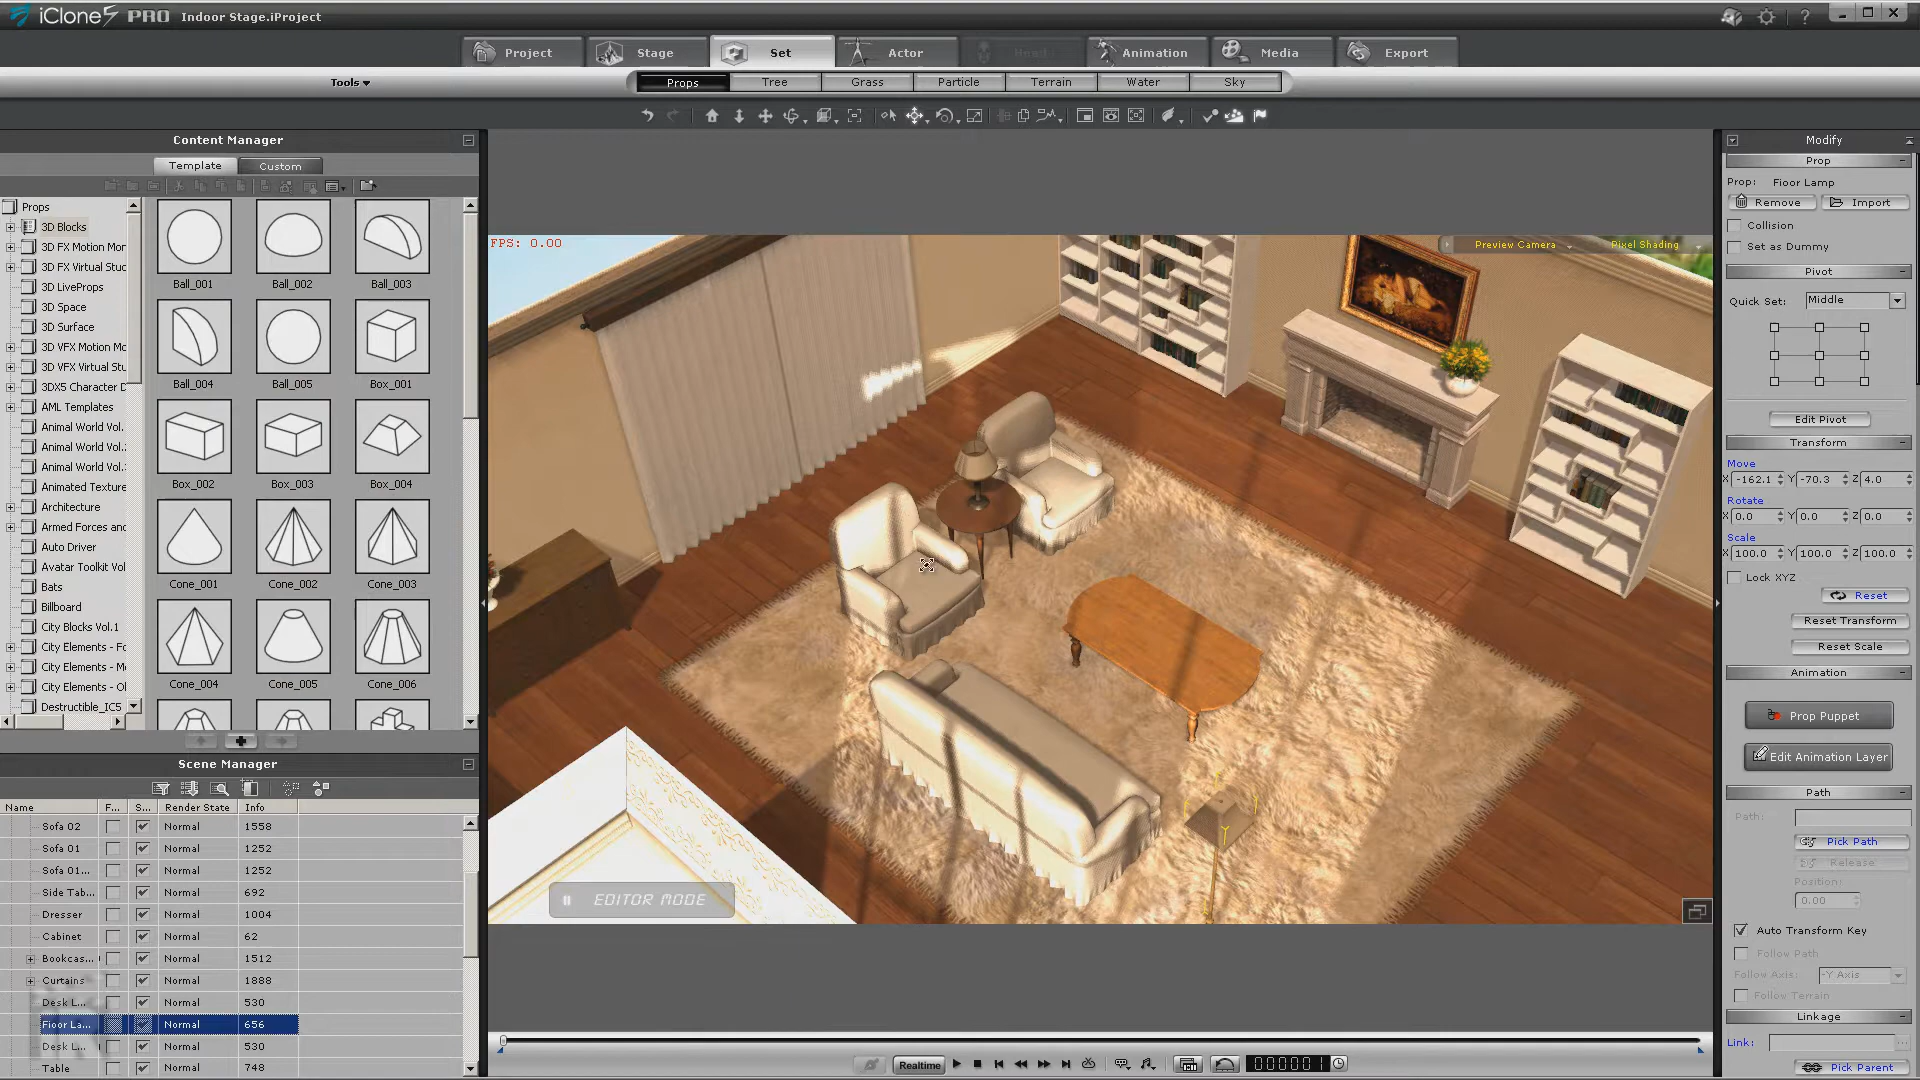 iClone5 PRO Indoor Stage.iProject
Project Stage Set Actor Head Animation Media Export
Tools
Props Tree Grass Particle Terrain Water Sky
Content Manager
Template Custom
Props
3D Blocks
3D FX Motion Mor
3D FX Virtual Stuc
3D LiveProps
3D Space
3D Surface
3D VFX Motion Mo
3D VFX Virtual Stu
3DX5 Character D
AML Templates
Animal World Vol.
Animal World Vol.
Animal World Vol.
Animated Texture
Architecture
Armed Forces and
Auto Driver
Avatar Toolkit Vol
Bats
Billboard
City Blocks Vol.1
City Elements - Fo
City Elements - Mo
City Elements - Ol
Destructible_IC5
Ball_001 Ball_002 Ball_003
Ball_004 Ball_005 Box_001
Box_002 Box_003 Box_004
Cone_001 Cone_002 Cone_003
Cone_004 Cone_005 Cone_006
Scene Manager
Name F... S... Render State Info
Sofa 02 Normal 1558
Sofa 01 Normal 1252
Sofa 01... Normal 1252
Side Tab... Normal 692
Dresser Normal 1004
Cabinet Normal 62
Bookcas... Normal 1512
Curtains Normal 1888
Desk L... Normal 530
Floor La... Normal 656
Desk L... Normal 530
Table Normal 748
FPS: 0.00
Preview Camera Pixel Shading
EDITOR MODE
Realtime
000001
Modify
Prop
Prop: Floor Lamp
Remove Import
Collision
Set as Dummy
Pivot
Quick Set: Middle
Edit Pivot
Transform
Move
X -162.1 Y -70.3 Z 4.0
Rotate
X 0.0 Y 0.0 Z 0.0
Scale
X 100.0 Y 100.0 Z 100.0
Lock XYZ
Reset
Reset Transform
Reset Scale
Animation
Prop Puppet
Edit Animation Layer
Path
Path:
Pick Path
Release
Position:
0.00
Auto Transform Key
Follow Path
Follow Axis: -Y Axis
Follow Terrain
Linkage
Link:
Pick Parent